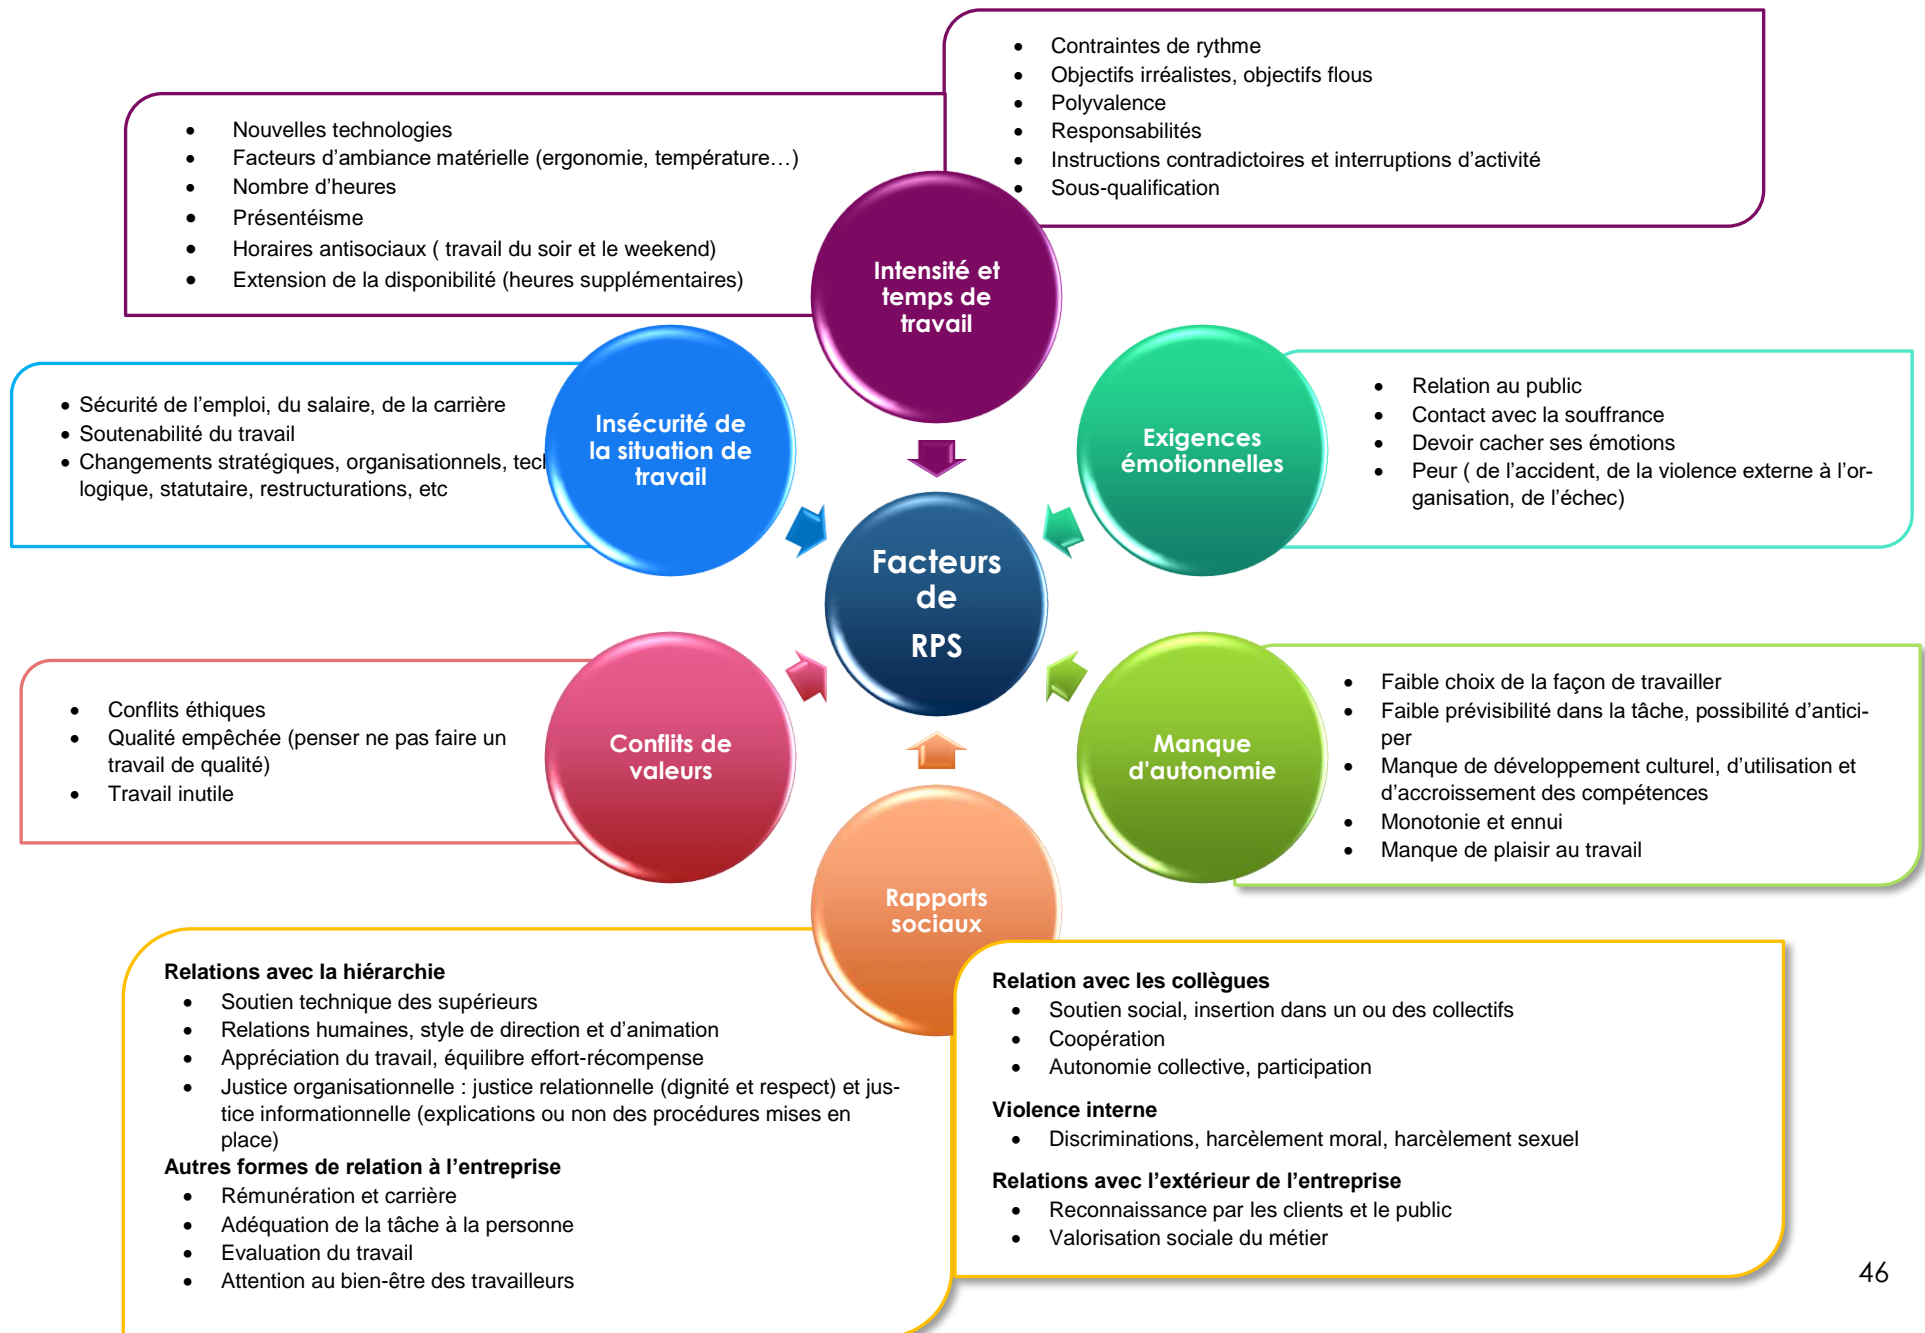 Contraintes de rythme
Objectifs irréalistes, objectifs flous
Polyvalence
Responsabilités
Instructions contradictoires et interruptions d’activité
Sous-qualification
Nouvelles technologies
Facteurs d’ambiance matérielle (ergonomie, température…)
Nombre d’heures
Présentéisme
Horaires antisociaux ( travail du soir et le weekend)
Extension de la disponibilité (heures supplémentaires)
Intensité et
temps de
travail
Sécurité de l’emploi, du salaire, de la carrière
Soutenabilité du travail
Changements stratégiques, organisationnels, tec
logique, statutaire, restructurations, etc
Insécurité de
la situation de
travail
Exigences
émotionnelles
Relation au public
Contact avec la souffrance
Devoir cacher ses émotions
Peur ( de l’accident, de la violence externe à l’or-
ganisation, de l’échec)
Facteurs
de
RPS
Conflits éthiques
Qualité empêchée (penser ne pas faire un
travail de qualité)
Travail inutile
Conflits de
valeurs
Manque
d'autonomie
Faible choix de la façon de travailler
Faible prévisibilité dans la tâche, possibilité d’antici-
per
Manque de développement culturel, d’utilisation et
d’accroissement des compétences
Monotonie et ennui
Manque de plaisir au travail
Rapports
sociaux
Relations avec la hiérarchie
Soutien technique des supérieurs
Relations humaines, style de direction et d’animation
Appréciation du travail, équilibre effort-récompense
Justice organisationnelle : justice relationnelle (dignité et respect) et jus-
tice informationnelle (explications ou non des procédures mises en
place)
Autres formes de relation à l’entreprise
Rémunération et carrière
Adéquation de la tâche à la personne
Evaluation du travail
Attention au bien-être des travailleurs
Relation avec les collègues
Soutien social, insertion dans un ou des collectifs
Coopération
Autonomie collective, participation
Violence interne
Discriminations, harcèlement moral, harcèlement sexuel
Relations avec l’extérieur de l’entreprise
Reconnaissance par les clients et le public
Valorisation sociale du métier
46